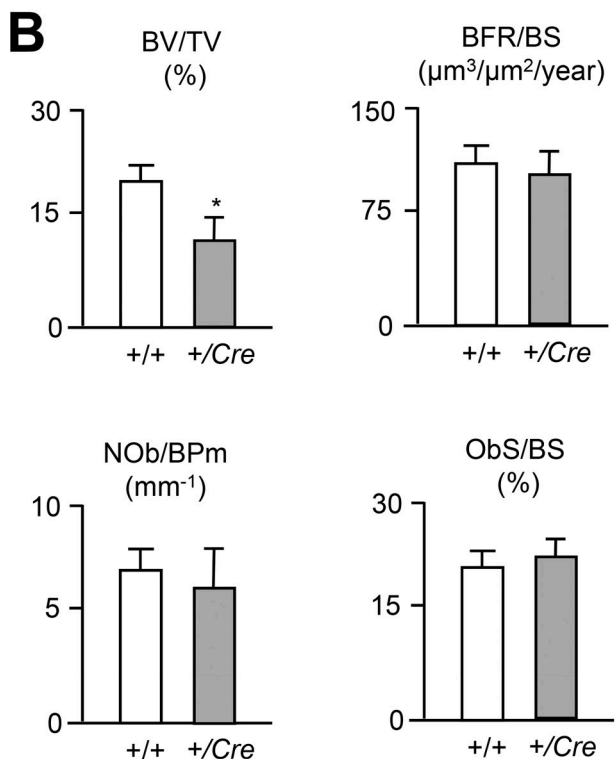 B
BV/TV
(%)
30
15
0
*
+/+ +/Cre
BFR/BS
(µm³/µm²/year)
150
75
0
+/+ +/Cre
NOb/BPm
(mm⁻¹)
10
5
0
+/+ +/Cre
ObS/BS
(%)
30
15
0
+/+ +/Cre